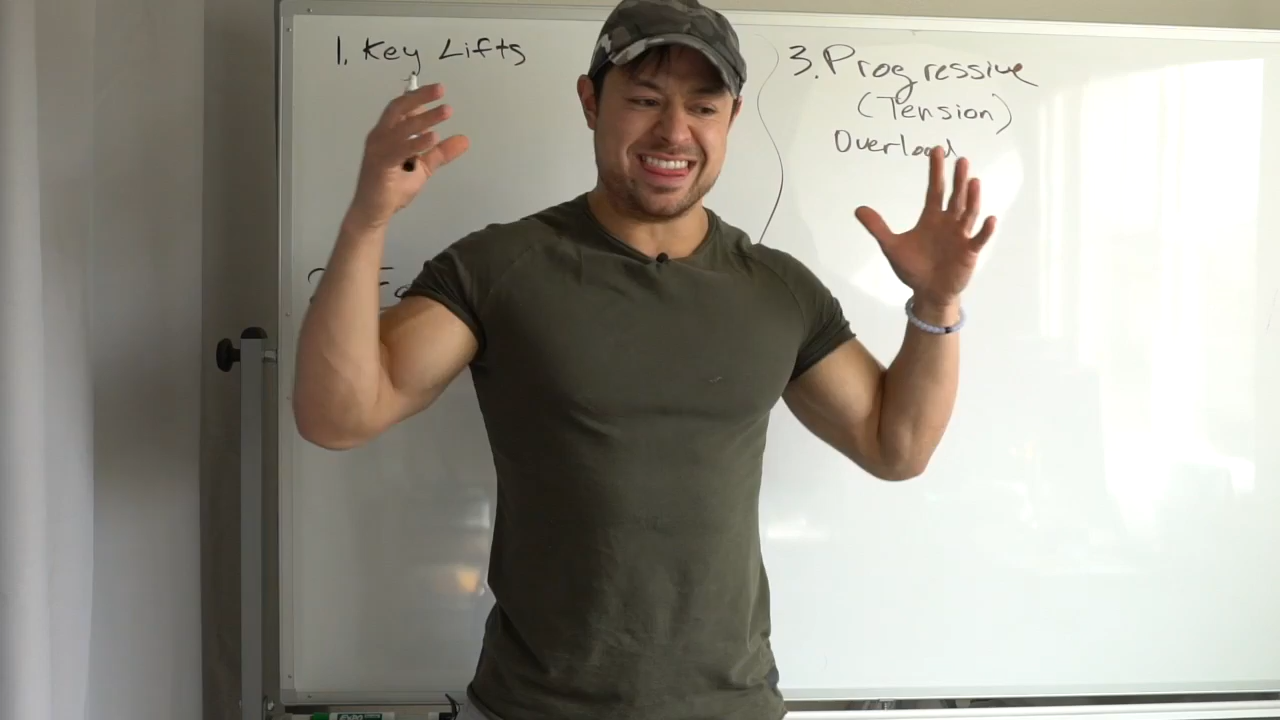 1. Key Lifts
3. Progressive
(Tension)
Overload